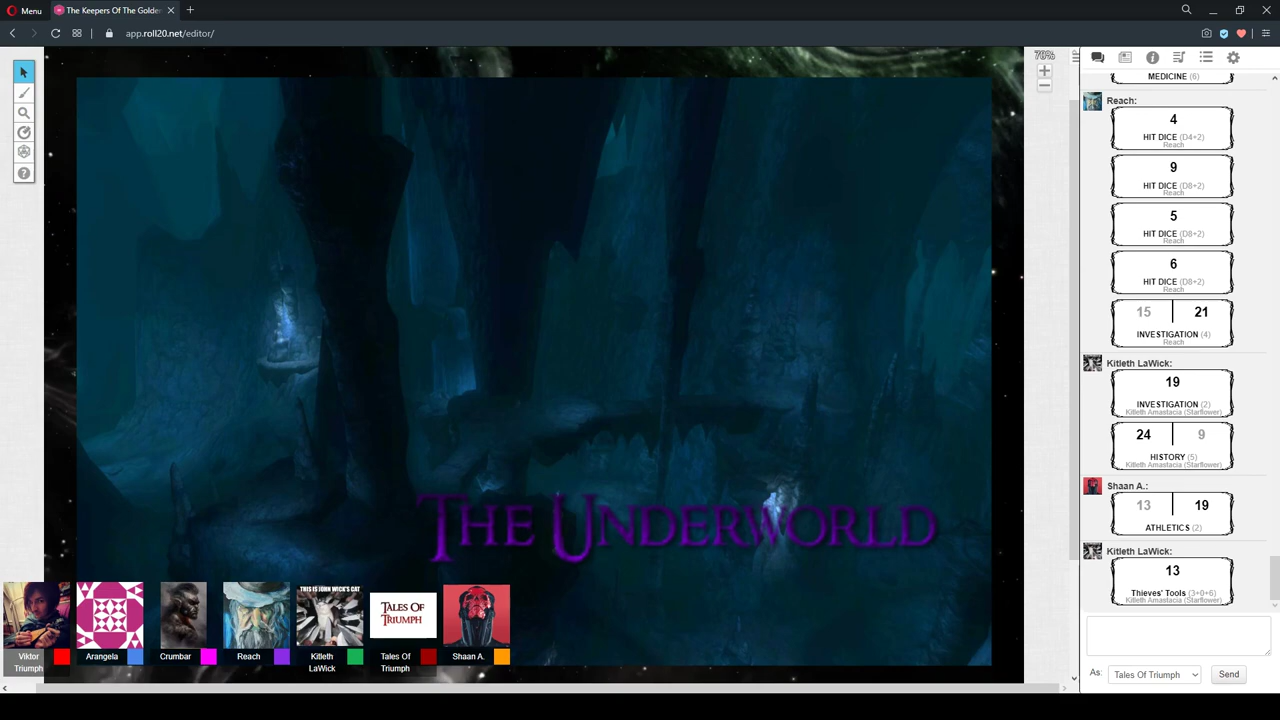 Menu
The Keepers Of The Golden
app.roll20.net/editor/
70%
MEDICINE (6)
Reach:
4
HIT DICE (D4+2)
Reach
9
HIT DICE (D8+2)
Reach
5
HIT DICE (D8+2)
Reach
6
HIT DICE (D8+2)
Reach
15 21
INVESTIGATION (4)
Reach
Kitleth LaWick:
19
INVESTIGATION (2)
Kitleth Amastacia (Starflower)
24 9
HISTORY (5)
Kitleth Amastacia (Starflower)
Shaan A.:
13 19
ATHLETICS (2)
Kitleth LaWick:
13
Thieves' Tools (3+0+6)
Kitleth Amastacia (Starflower)
The Underworld
THIS IS JOHN WICK'S CAT
TALES OF
TRIUMPH
Viktor
Triumph
Arangela
Crumbar
Reach
Kitleth
LaWick
Tales Of
Triumph
Shaan A.
As:
Tales Of Triumph
Send